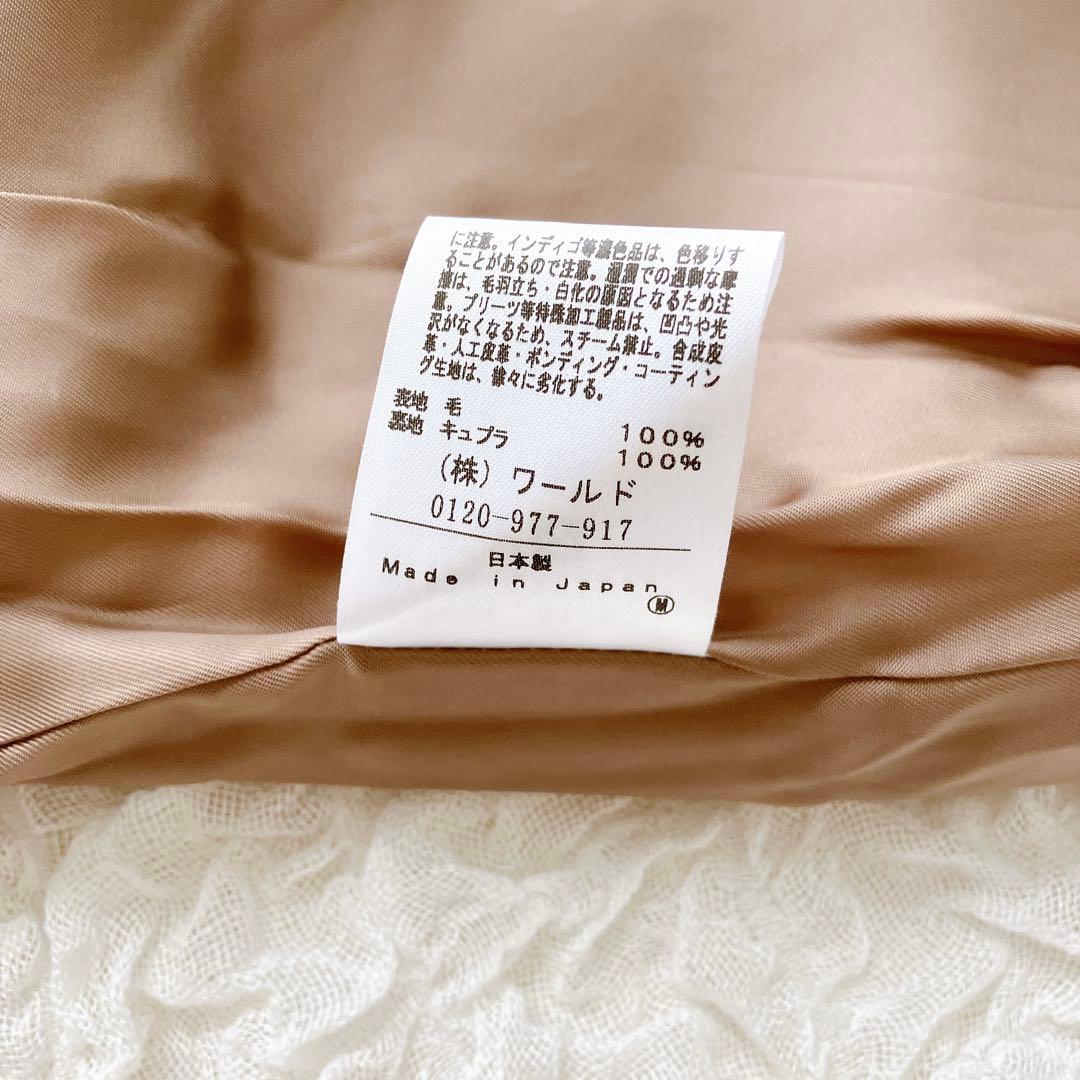 に注意。インディゴ等濃色品は、色移りす
ることがあるので注意。湿潤での過剰な摩
擦は、毛羽立ち・白化の原因となるため注
意。プリーツ等特殊加工製品は、凹凸や光
沢がなくなるため、スチーム禁止。合成皮
革・人工皮革・ボンディング・コーティン
グ生地は、徐々に劣化する。
表地 毛 100%
裏地 キュプラ 100%
(株) ワールド
0120-977-917
日本製
Made in Japan
M